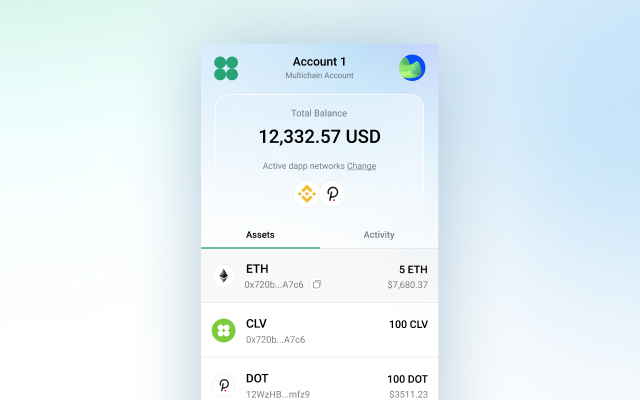 Account 1
Multichain Account
Total Balance
12,332.57 USD
Active dapp networks Change
Assets Activity
ETH 5 ETH
0x720b...A7c6 $7,680.37
CLV 100 CLV
0x720b...A7c6
DOT 100 DOT
12WzHB...mfz9 $3511.23